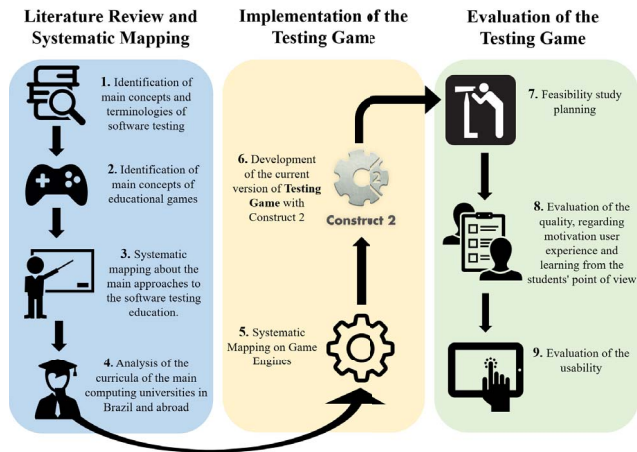 Literature Review and
Systematic Mapping
1. Identification of
main concepts and
terminologies of
software testing
2. Identification of
main concepts of
educational games
3. Systematic
mapping about the
main approaches to
the software testing
education.
4. Analysis of the
curricula of the main
computing universities in
Brazil and abroad
Implementation of the
Testing Game
6. Development
of the current
version of Testing
Game with
Construct 2
2
Construct 2
5. Systematic
Mapping on Game
Engines
Evaluation of the
Testing Game
7. Feasibility study
planning
8. Evaluation of the
quality, regarding
motivation user
experience and
learning from the
students' point of view
9. Evaluation of the
usability